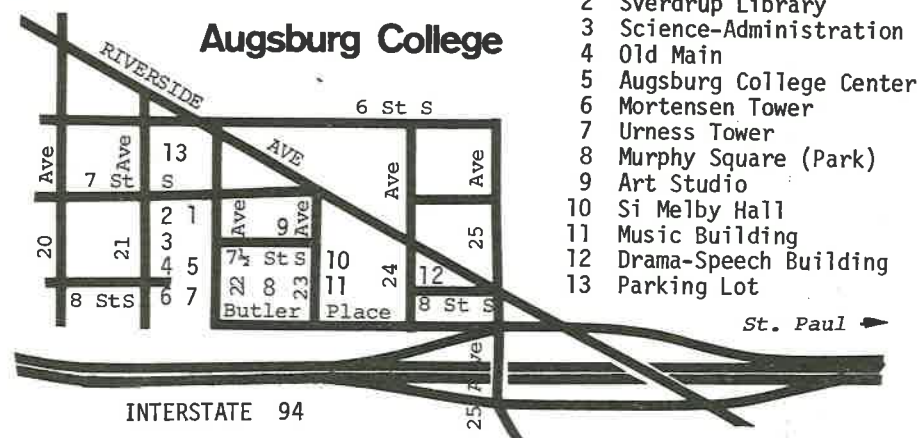 Augsburg College
2 Sverdrup Library
3 Science-Administration
4 Old Main
5 Augsburg College Center
6 Mortensen Tower
7 Urness Tower
8 Murphy Square (Park)
9 Art Studio
10 Si Melby Hall
11 Music Building
12 Drama-Speech Building
13 Parking Lot
RIVERSIDE AVE
6 St S
20 Ave
21 Ave
7 St S
13
2 1
3
4 5
6 7
8 St S
22 Ave
9
23 Ave
7½ St S
8
Butler Place
10
11
24 Ave
25 Ave
12
8 St S
25 Ave
St. Paul
INTERSTATE 94